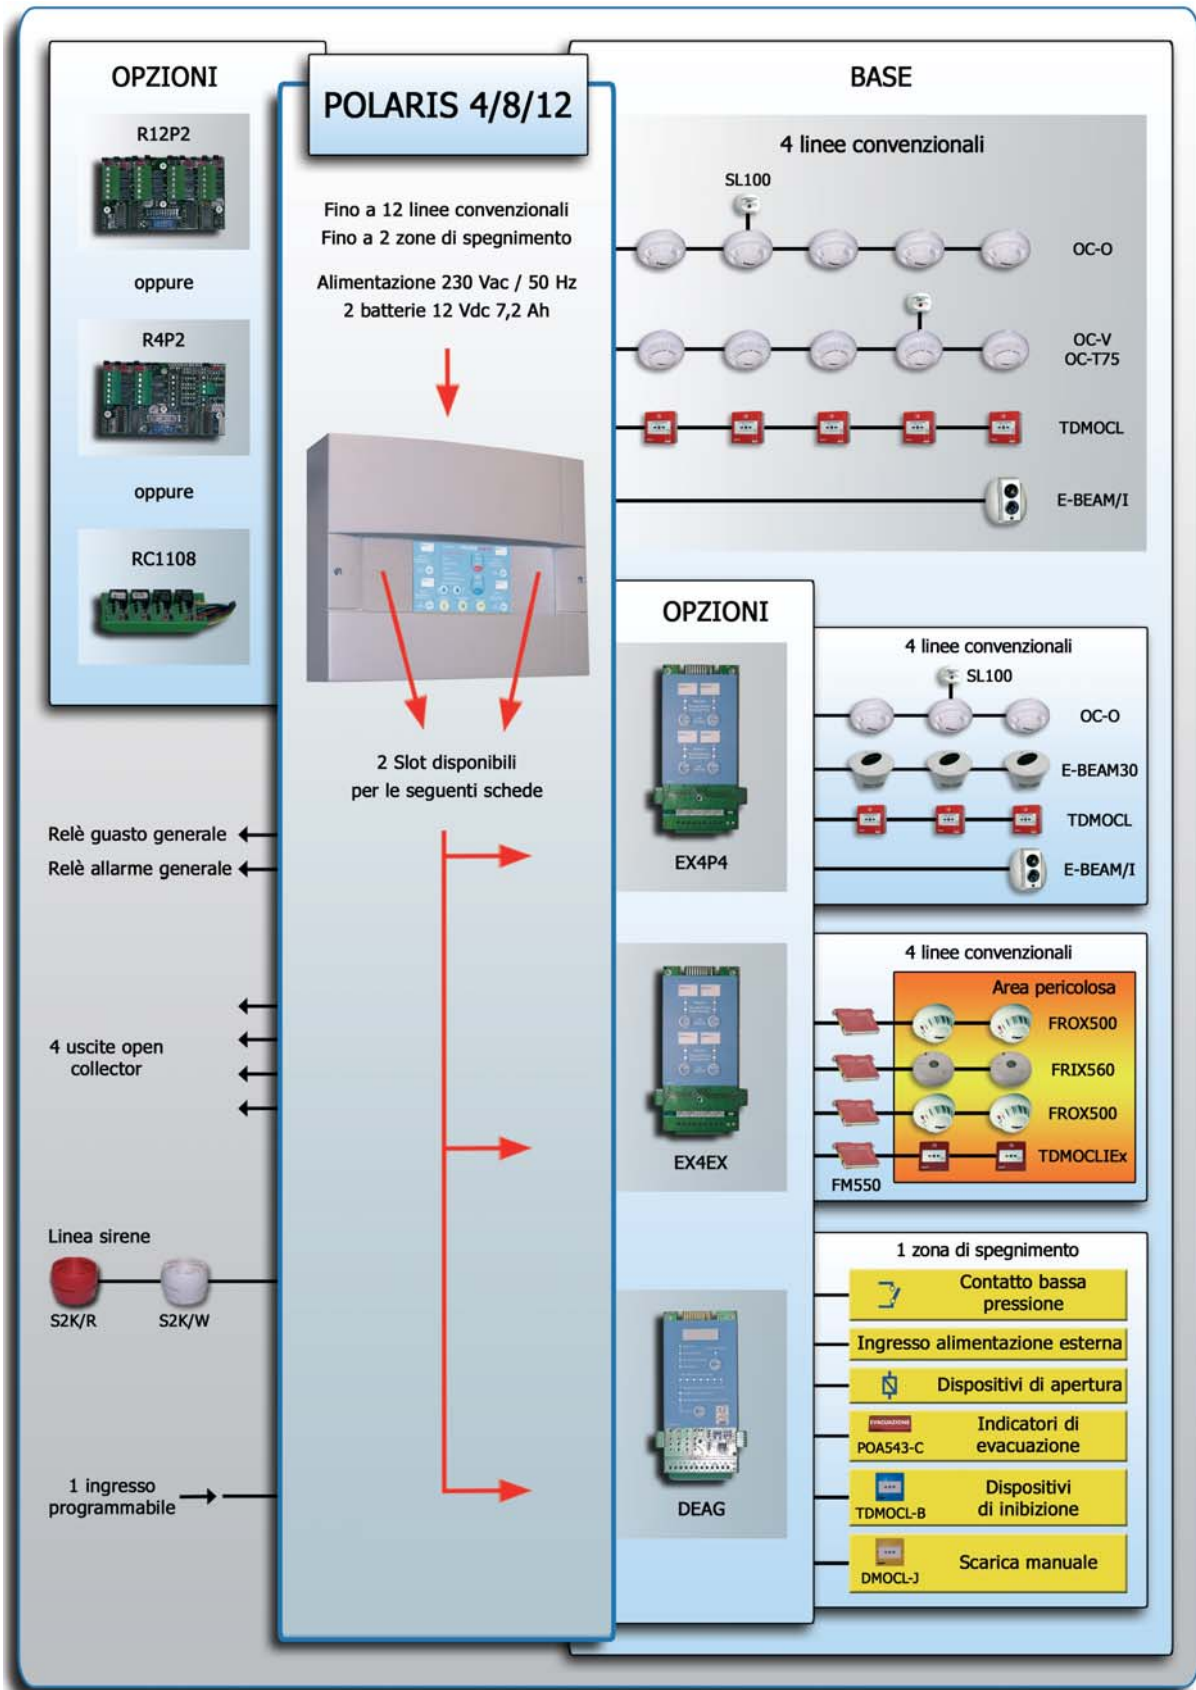 OPZIONI
R12P2
oppure
R4P2
oppure
RC1108
POLARIS 4/8/12
Fino a 12 linee convenzionali
Fino a 2 zone di spegnimento
Alimentazione 230 Vac / 50 Hz
2 batterie 12 Vdc 7,2 Ah
2 Slot disponibili
per le seguenti schede
BASE
4 linee convenzionali
SL100
OC-O
OC-V
OC-T75
TDMOCL
E-BEAM/I
OPZIONI
EX4P4
4 linee convenzionali
SL100
OC-O
E-BEAM30
TDMOCL
E-BEAM/I
EX4EX
4 linee convenzionali
Area pericolosa
FROX500
FRIX560
FROX500
TDMOCLIEx
FM550
DEAG
1 zona di spegnimento
Contatto bassa
pressione
Ingresso alimentazione esterna
Dispositivi di apertura
EVACUAZIONE
POA543-C
Indicatori di
evacuazione
TDMOCL-B
Dispositivi
di inibizione
DMOCL-J
Scarica manuale
Relè guasto generale
Relè allarme generale
4 uscite open
collector
Linea sirene
S2K/R
S2K/W
1 ingresso
programmabile